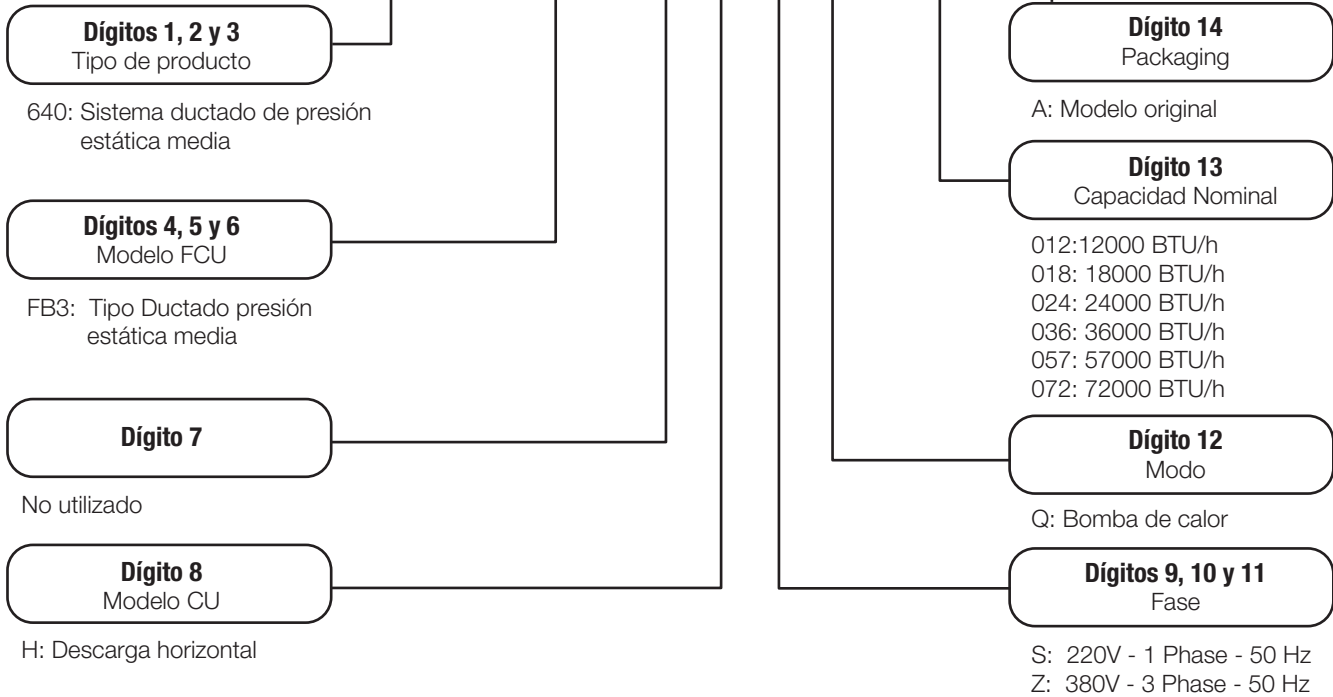 Dígitos 1, 2 y 3
Tipo de producto
640: Sistema ductado de presión
estática media
Dígitos 4, 5 y 6
Modelo FCU
FB3: Tipo Ductado presión
estática media
Dígito 7
No utilizado
Dígito 8
Modelo CU
H: Descarga horizontal
Dígito 14
Packaging
A: Modelo original
Dígito 13
Capacidad Nominal
012:12000 BTU/h
018: 18000 BTU/h
024: 24000 BTU/h
036: 36000 BTU/h
057: 57000 BTU/h
072: 72000 BTU/h
Dígito 12
Modo
Q: Bomba de calor
Dígitos 9, 10 y 11
Fase
S: 220V - 1 Phase - 50 Hz
Z: 380V - 3 Phase - 50 Hz